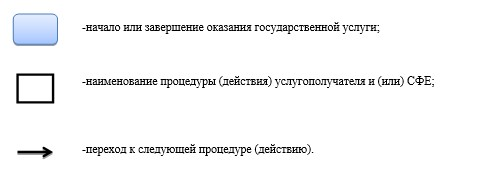 -начало или завершение оказания государственной услуги;
-наименование процедуры (действия) услугополучателя и (или) СФЕ;
-переход к следующей процедуре (действию).